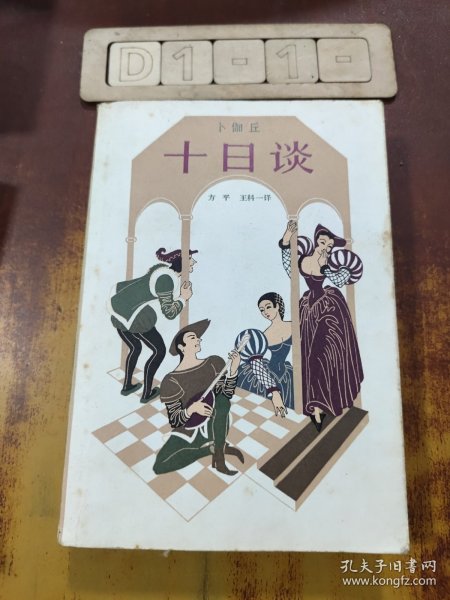 D1-1-
卜伽丘
十日谈
方平 王科一译
孔夫子旧书网
www.kongfz.com